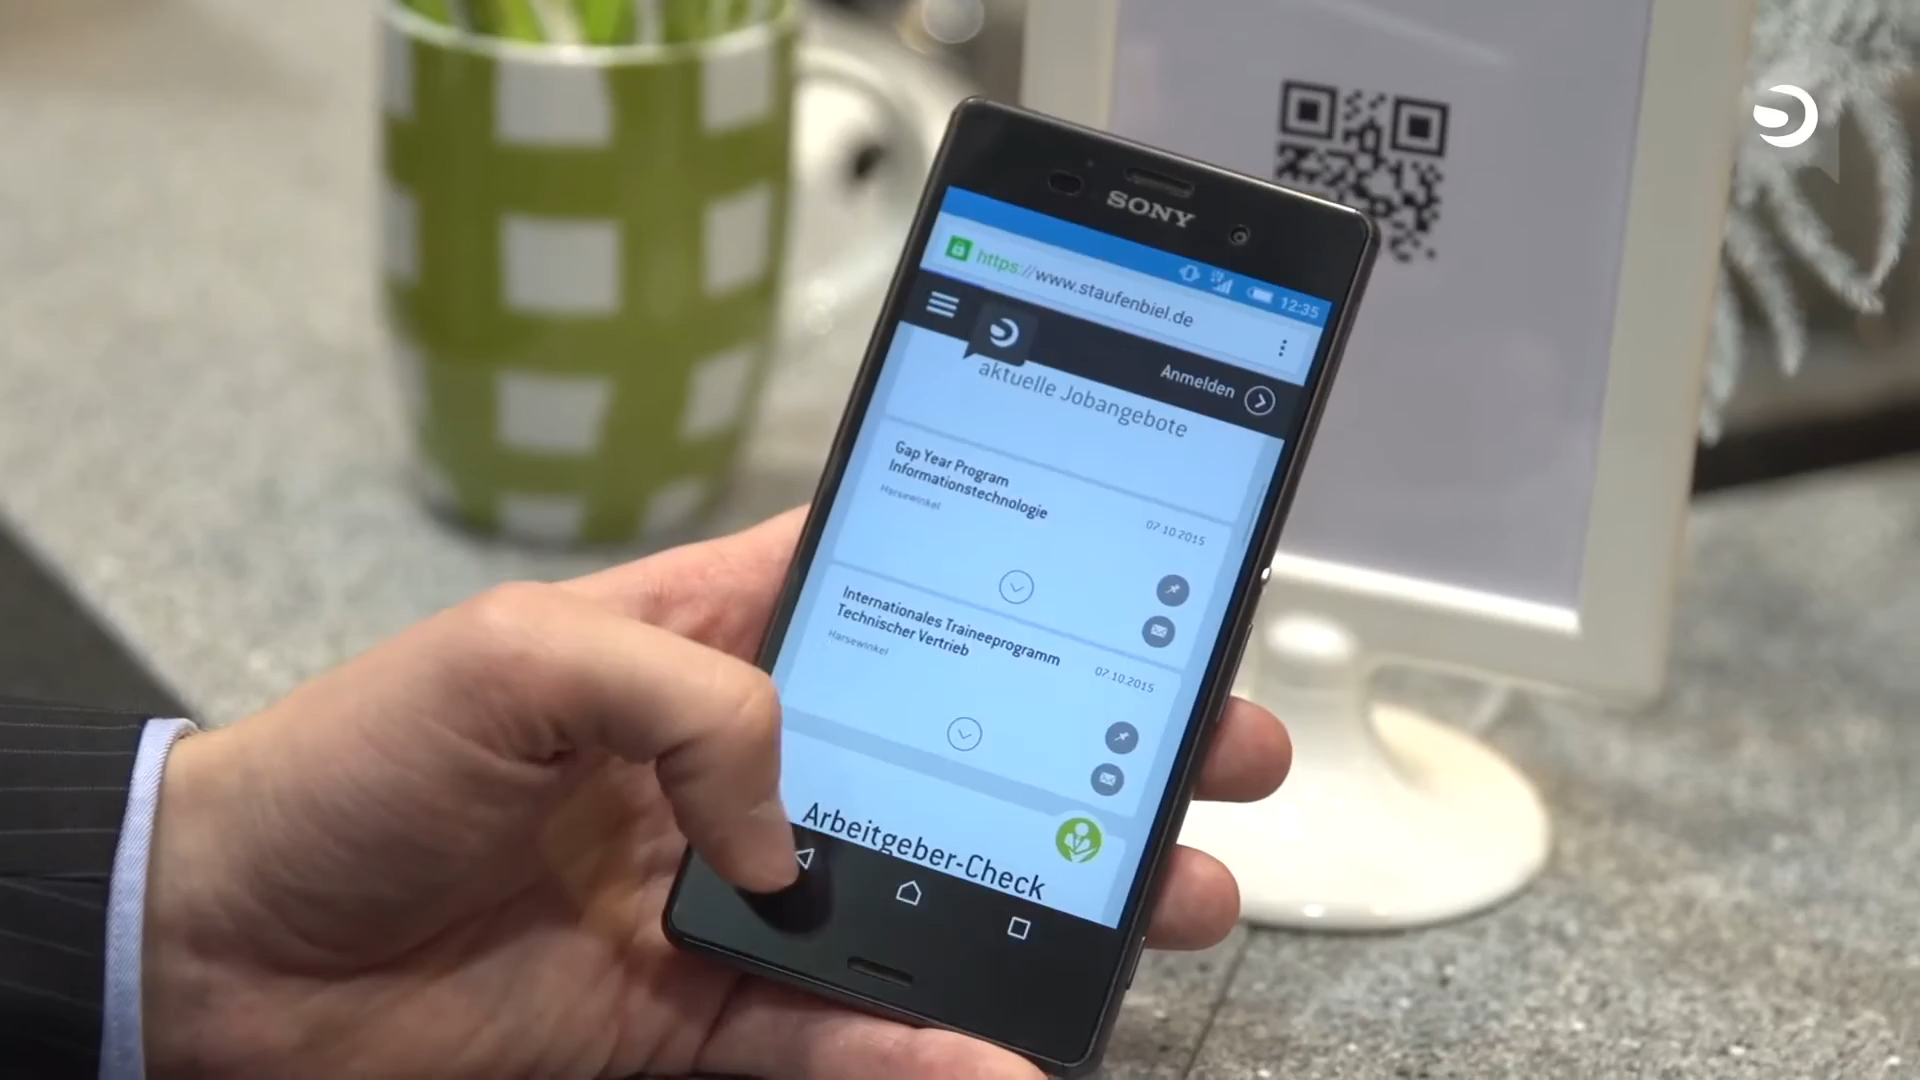 SONY
12:35
https://www.staufenbiel.de
Anmelden
aktuelle Jobangebote
Gap Year Program
Informationstechnologie
Harsewinkel
07.10.2015
Internationales Traineeprogramm
Technischer Vertrieb
Harsewinkel
07.10.2015
Arbeitgeber-Check